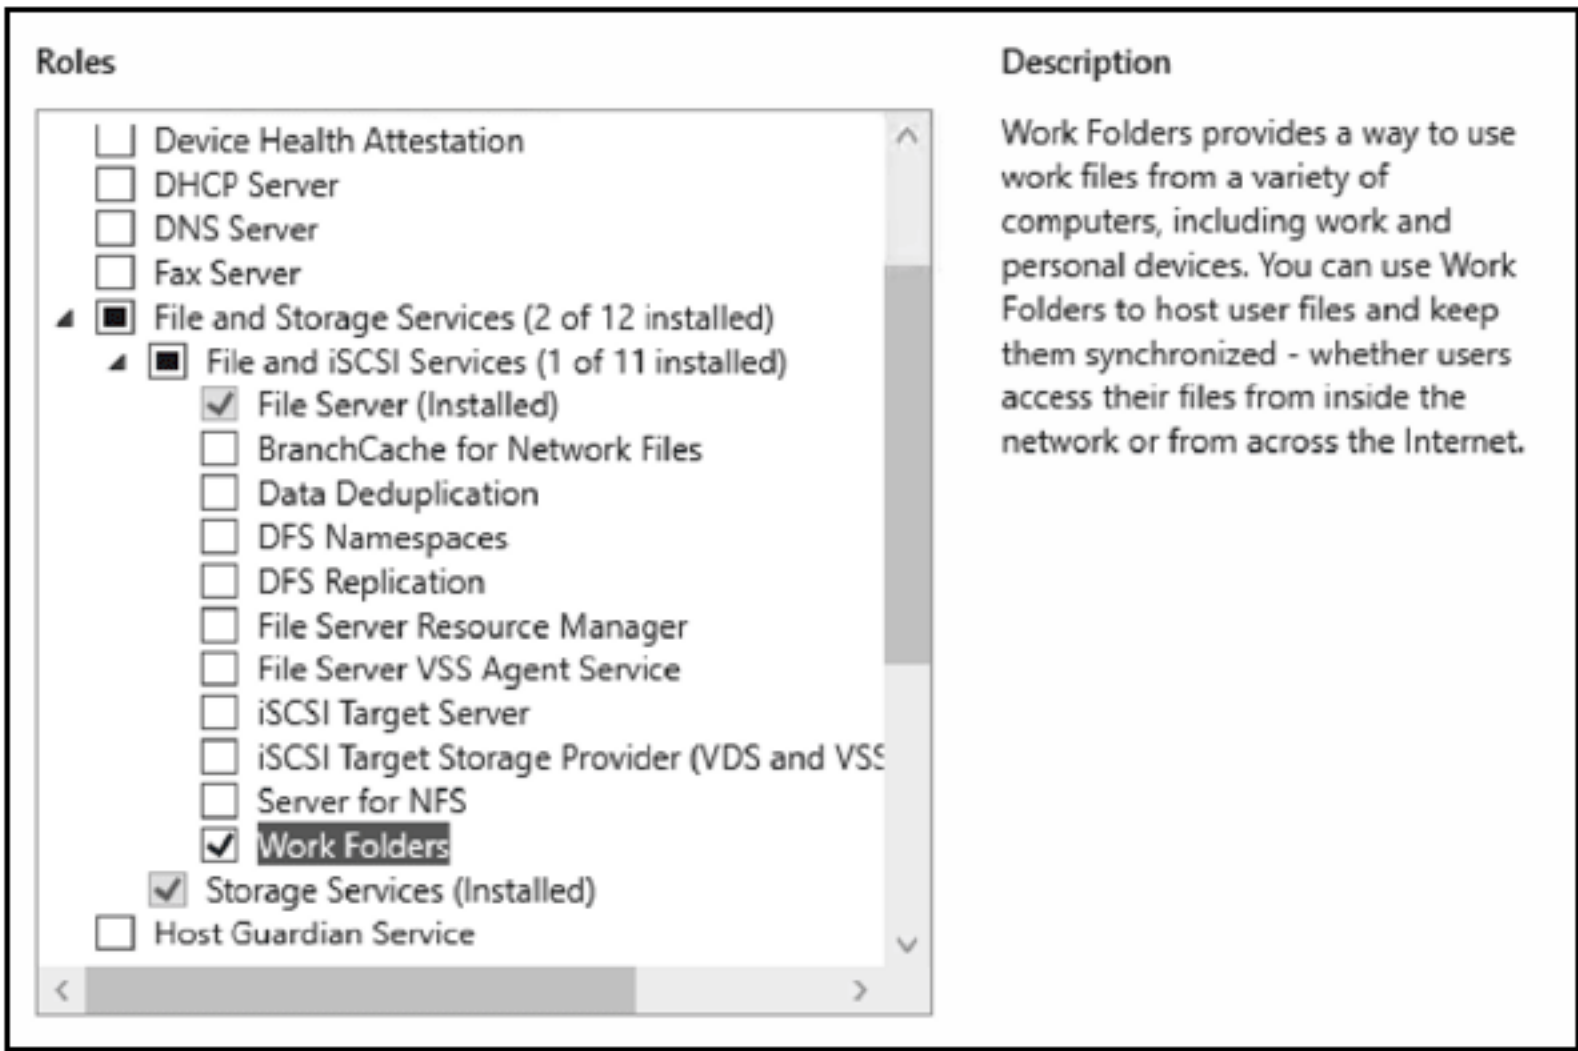 Roles
Device Health Attestation
DHCP Server
DNS Server
Fax Server
File and Storage Services (2 of 12 installed)
File and iSCSI Services (1 of 11 installed)
File Server (Installed)
BranchCache for Network Files
Data Deduplication
DFS Namespaces
DFS Replication
File Server Resource Manager
File Server VSS Agent Service
iSCSI Target Server
iSCSI Target Storage Provider (VDS and VSS
Server for NFS
Work Folders
Storage Services (Installed)
Host Guardian Service
Description
Work Folders provides a way to use
work files from a variety of
computers, including work and
personal devices. You can use Work
Folders to host user files and keep
them synchronized - whether users
access their files from inside the
network or from across the Internet.